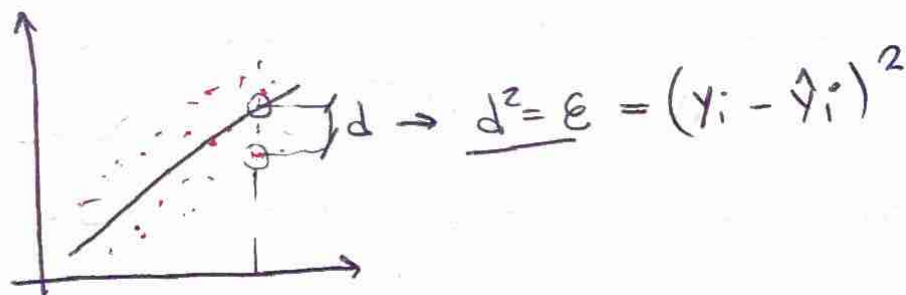 d → d² = ε = (yᵢ - ŷᵢ)²